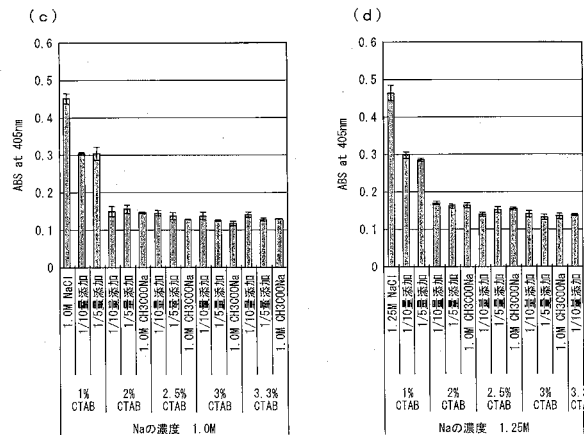 (c)
ABS at 405nm
0.6
0.5
0.4
0.3
0.2
0.1
0
1.0M NaCl
1/10量添加
1/5量添加
1/10量添加
1/5量添加
1.0M CH3COONa
1/10量添加
1/5量添加
1.0M CH3COONa
1/10量添加
1/5量添加
1.0M CH3COONa
1/10量添加
1/5量添加
1.0M CH3COONa
1% CTAB
2% CTAB
2.5% CTAB
3% CTAB
3.3% CTAB
Naの濃度 1.0M
(d)
ABS at 405nm
0.6
0.5
0.4
0.3
0.2
0.1
0
1.25M NaCl
1/10量添加
1/5量添加
1/10量添加
1/5量添加
1.0M CH3COONa
1/10量添加
1/5量添加
1.0M CH3COONa
1/10量添加
1/5量添加
1.0M CH3COONa
1/10量添加
1% CTAB
2% CTAB
2.5% CTAB
3% CTAB
Naの濃度 1.25M